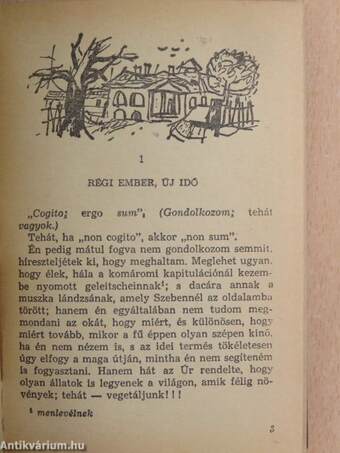 1
RÉGI EMBER, ÚJ IDŐ
„Cogito; ergo sum”, (Gondolkozom; tehát
vagyok.)
Tehát, ha „non cogito”, akkor „non sum”.
Én pedig mátul fogva nem gondolkozom semmit,
híreszteljétek ki, hogy meghaltam. Meglehet ugyan,
hogy élek, hála a komáromi kapitulációnál kezem-
be nyomott geleitscheinnak¹; s dacára annak a
muszka lándzsának, amely Szebennél az oldalamba
törött; hanem én egyáltalában nem tudom meg-
mondani az okát, hogy miért, és különösen, hogy
miért tovább, mikor a fű éppen olyan szépen kinő,
ha én nem nézem is, s az idei termés tökéletesen
úgy elfogy a maga útján, mintha én nem segíteném
is fogyasztani. Hanem hát az Úr rendelte, hogy
olyan állatok is legyenek a világon, amik félig nö-
vények; tehát — vegetáljunk!!!
¹ menlevélnek
5
antikvarium.hu